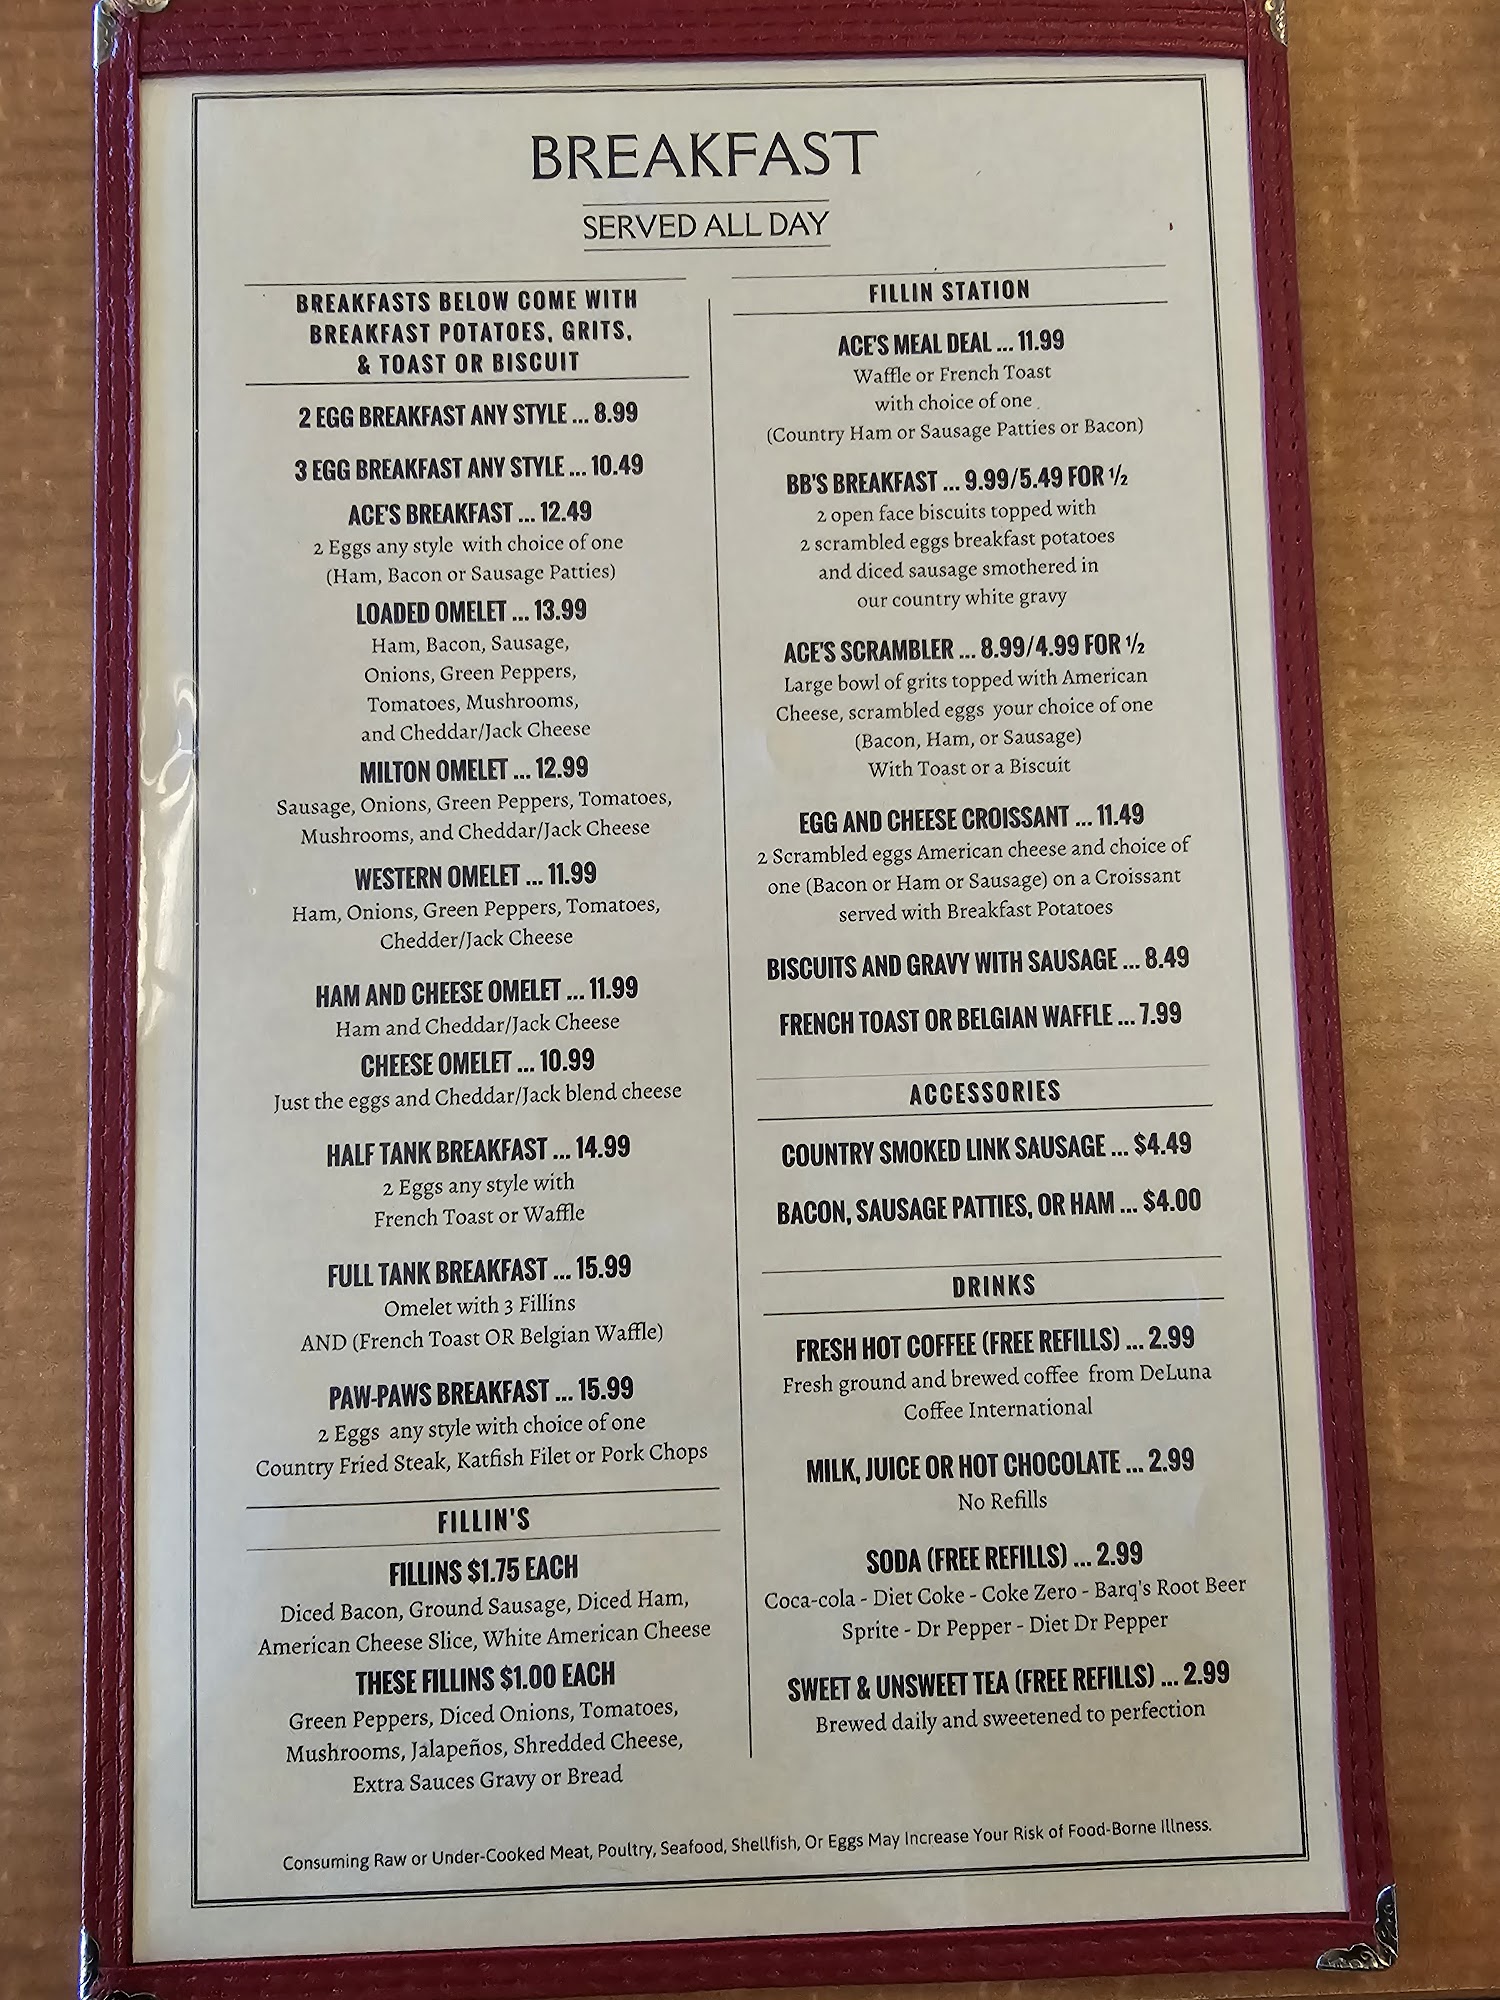 BREAKFAST
SERVED ALL DAY
BREAKFASTS BELOW COME WITH
BREAKFAST POTATOES, GRITS,
& TOAST OR BISCUIT
2 EGG BREAKFAST ANY STYLE ... 8.99
3 EGG BREAKFAST ANY STYLE ... 10.49
ACE'S BREAKFAST ... 12.49
2 Eggs any style with choice of one
(Ham, Bacon or Sausage Patties)
LOADED OMELET ... 13.99
Ham, Bacon, Sausage,
Onions, Green Peppers,
Tomatoes, Mushrooms,
and Cheddar/Jack Cheese
MILTON OMELET ... 12.99
Sausage, Onions, Green Peppers, Tomatoes,
Mushrooms, and Cheddar/Jack Cheese
WESTERN OMELET ... 11.99
Ham, Onions, Green Peppers, Tomatoes,
Chedder/Jack Cheese
HAM AND CHEESE OMELET ... 11.99
Ham and Cheddar/Jack Cheese
CHEESE OMELET ... 10.99
Just the eggs and Cheddar/Jack blend cheese
HALF TANK BREAKFAST ... 14.99
2 Eggs any style with
French Toast or Waffle
FULL TANK BREAKFAST ... 15.99
Omelet with 3 Fillins
AND (French Toast OR Belgian Waffle)
PAW-PAWS BREAKFAST ... 15.99
2 Eggs any style with choice of one
Country Fried Steak, Katfish Filet or Pork Chops
FILLIN'S
FILLINS $1.75 EACH
Diced Bacon, Ground Sausage, Diced Ham,
American Cheese Slice, White American Cheese
THESE FILLINS $1.00 EACH
Green Peppers, Diced Onions, Tomatoes,
Mushrooms, Jalapeños, Shredded Cheese,
Extra Sauces Gravy or Bread
FILLIN STATION
ACE'S MEAL DEAL ... 11.99
Waffle or French Toast
with choice of one
(Country Ham or Sausage Patties or Bacon)
BB'S BREAKFAST ... 9.99/5.49 FOR ½
2 open face biscuits topped with
2 scrambled eggs breakfast potatoes
and diced sausage smothered in
our country white gravy
ACE'S SCRAMBLER ... 8.99/4.99 FOR ½
Large bowl of grits topped with American
Cheese, scrambled eggs your choice of one
(Bacon, Ham, or Sausage)
With Toast or a Biscuit
EGG AND CHEESE CROISSANT ... 11.49
2 Scrambled eggs American cheese and choice of
one (Bacon or Ham or Sausage) on a Croissant
served with Breakfast Potatoes
BISCUITS AND GRAVY WITH SAUSAGE ... 8.49
FRENCH TOAST OR BELGIAN WAFFLE ... 7.99
ACCESSORIES
COUNTRY SMOKED LINK SAUSAGE ... $4.49
BACON, SAUSAGE PATTIES, OR HAM ... $4.00
DRINKS
FRESH HOT COFFEE (FREE REFILLS) ... 2.99
Fresh ground and brewed coffee from DeLuna
Coffee International
MILK, JUICE OR HOT CHOCOLATE ... 2.99
No Refills
SODA (FREE REFILLS) ... 2.99
Coca-cola - Diet Coke - Coke Zero - Barq's Root Beer
Sprite - Dr Pepper - Diet Dr Pepper
SWEET & UNSWEET TEA (FREE REFILLS) ... 2.99
Brewed daily and sweetened to perfection
Consuming Raw or Under-Cooked Meat, Poultry, Seafood, Shellfish, Or Eggs May Increase Your Risk of Food-Borne Illness.